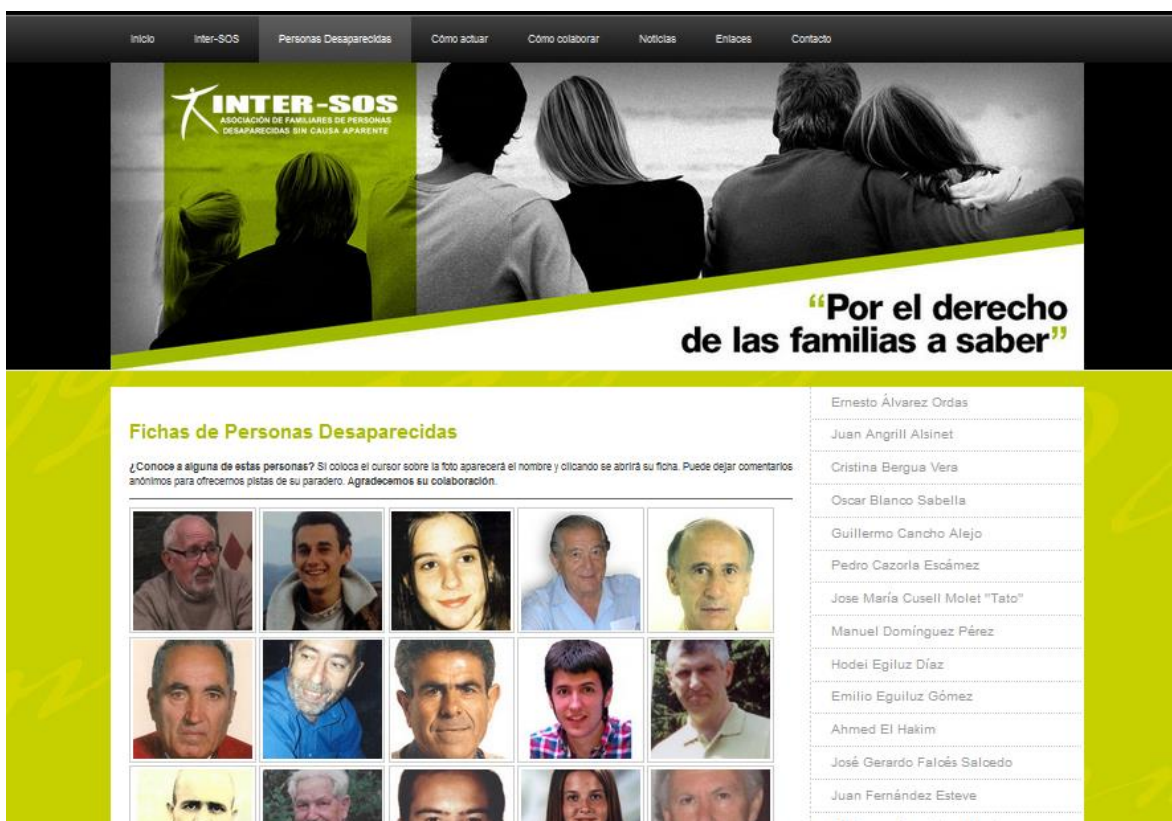 Inicio
Inter-SOS
Personas Desaparecidas
Cómo actuar
Cómo colaborar
Noticias
Enlaces
Contacto
INTER-SOS
ASOCIACIÓN DE FAMILIARES DE PERSONAS
DESAPARECIDAS SIN CAUSA APARENTE
“Por el derecho
de las familias a saber”
Fichas de Personas Desaparecidas
¿Conoce a alguna de estas personas? Si coloca el cursor sobre la foto aparecerá el nombre y clicando se abrirá su ficha. Puede dejar comentarios
anónimos para ofrecernos pistas de su paradero. Agradecemos su colaboración.
Ernesto Álvarez Ordas
Juan Angrill Alsinet
Cristina Bergua Vera
Oscar Blanco Sabella
Guillermo Cancho Alejo
Pedro Cazorla Escámez
Jose María Cusell Molet "Tato"
Manuel Domínguez Pérez
Hodei Egiluz Díaz
Emilio Eguiluz Gómez
Ahmed El Hakim
José Gerardo Falcés Salcedo
Juan Fernández Esteve